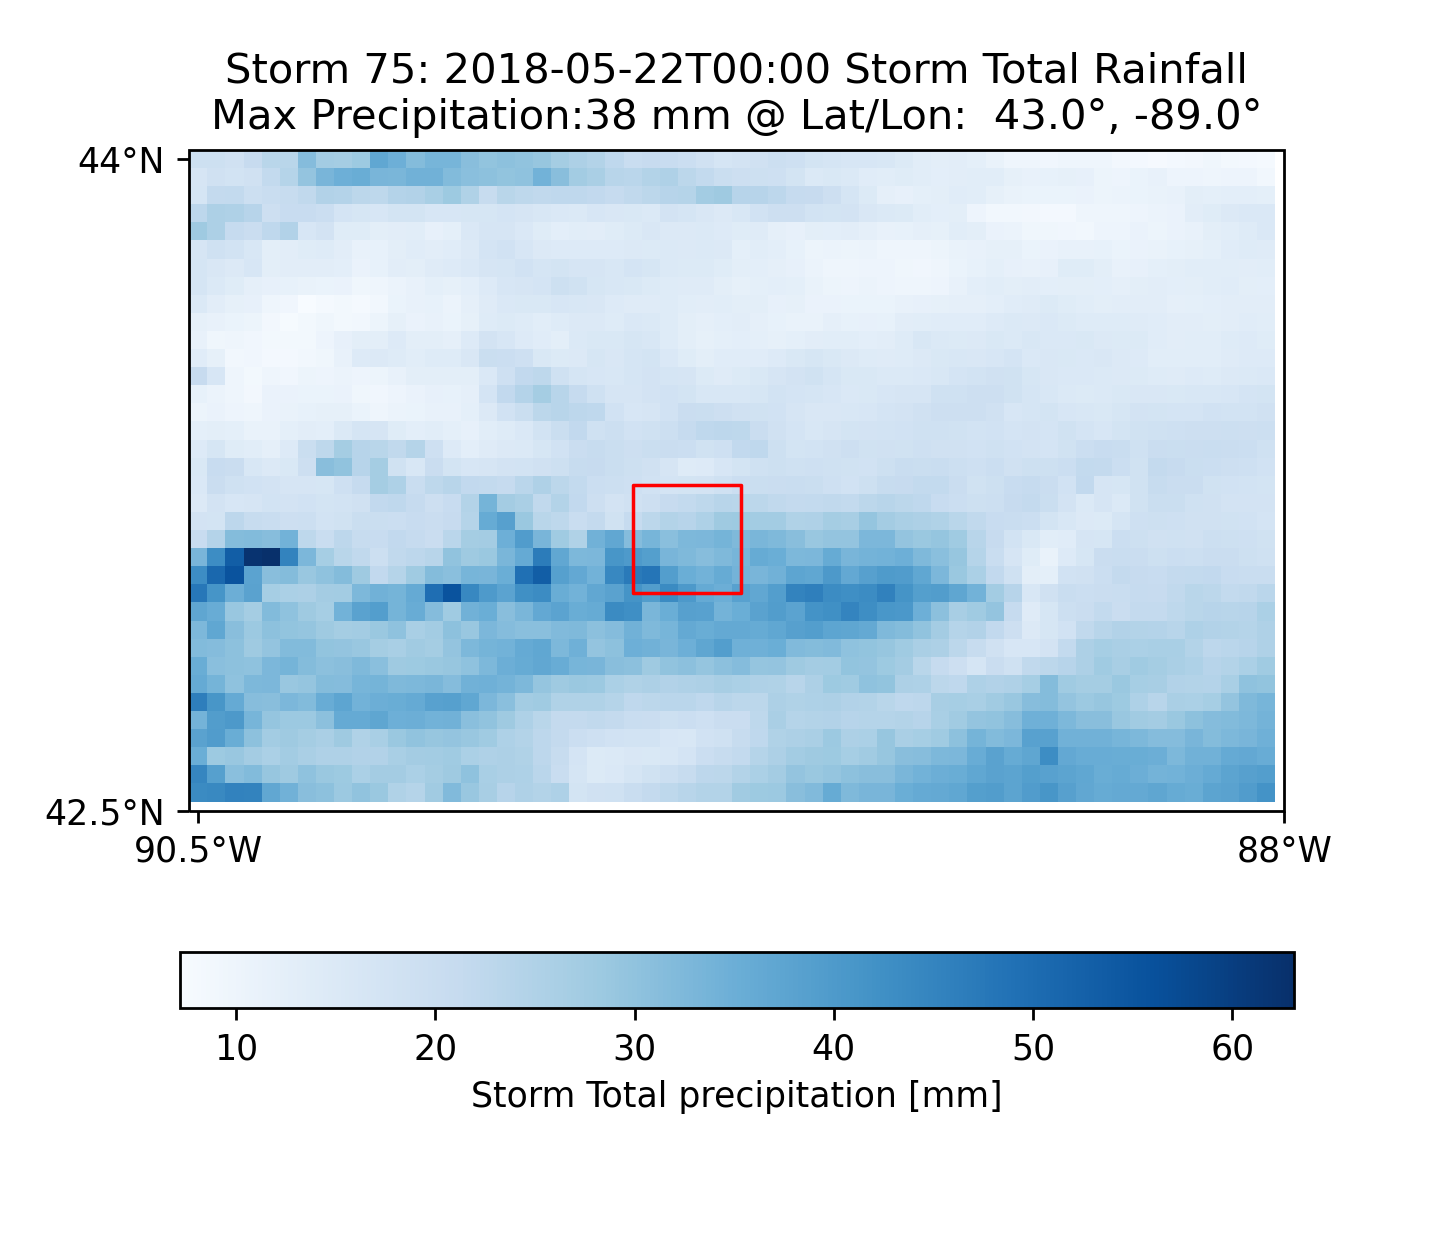 Storm 75: 2018-05-22T00:00 Storm Total Rainfall
Max Precipitation:38 mm @ Lat/Lon:  43.0°, -89.0°
44°N
42.5°N
90.5°W 88°W
10 20 30 40 50 60
Storm Total precipitation [mm]